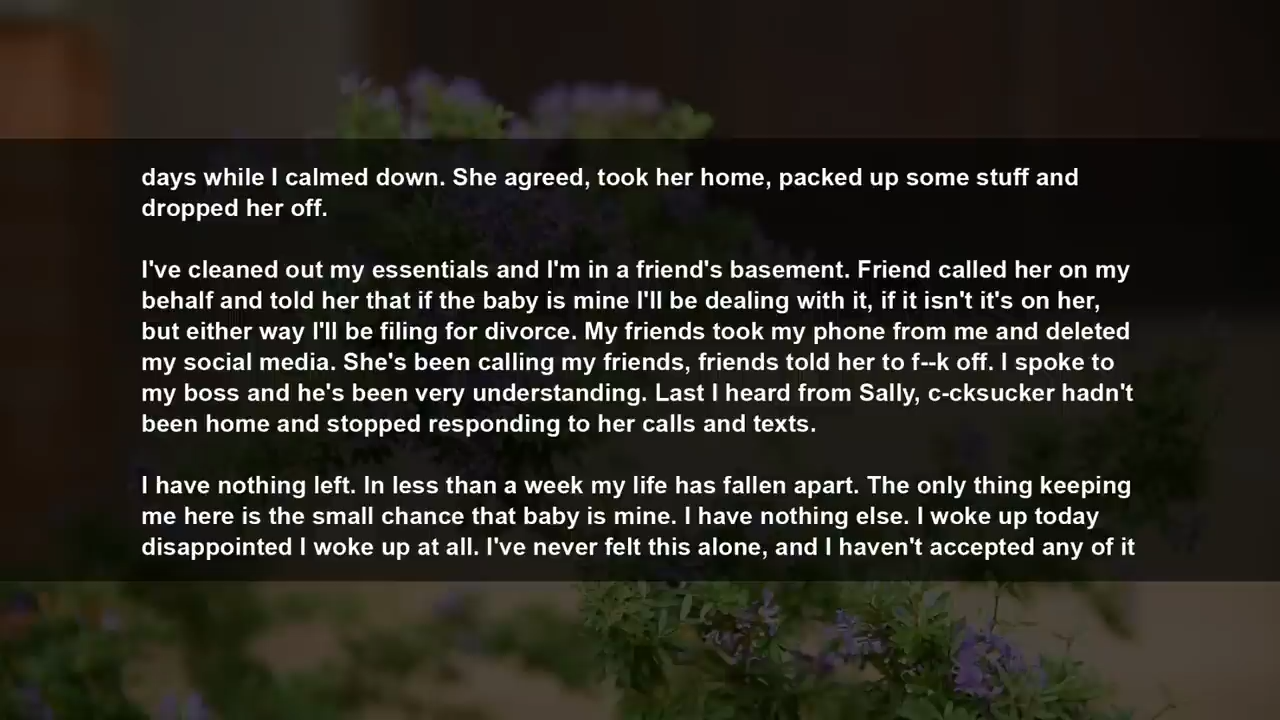 days while I calmed down. She agreed, took her home, packed up some stuff and
dropped her off.
I've cleaned out my essentials and I'm in a friend's basement. Friend called her on my
behalf and told her that if the baby is mine I'll be dealing with it, if it isn't it's on her,
but either way I'll be filing for divorce. My friends took my phone from me and deleted
my social media. She's been calling my friends, friends told her to f--k off. I spoke to
my boss and he's been very understanding. Last I heard from Sally, c-cksucker hadn't
been home and stopped responding to her calls and texts.
I have nothing left. In less than a week my life has fallen apart. The only thing keeping
me here is the small chance that baby is mine. I have nothing else. I woke up today
disappointed I woke up at all. I've never felt this alone, and I haven't accepted any of it